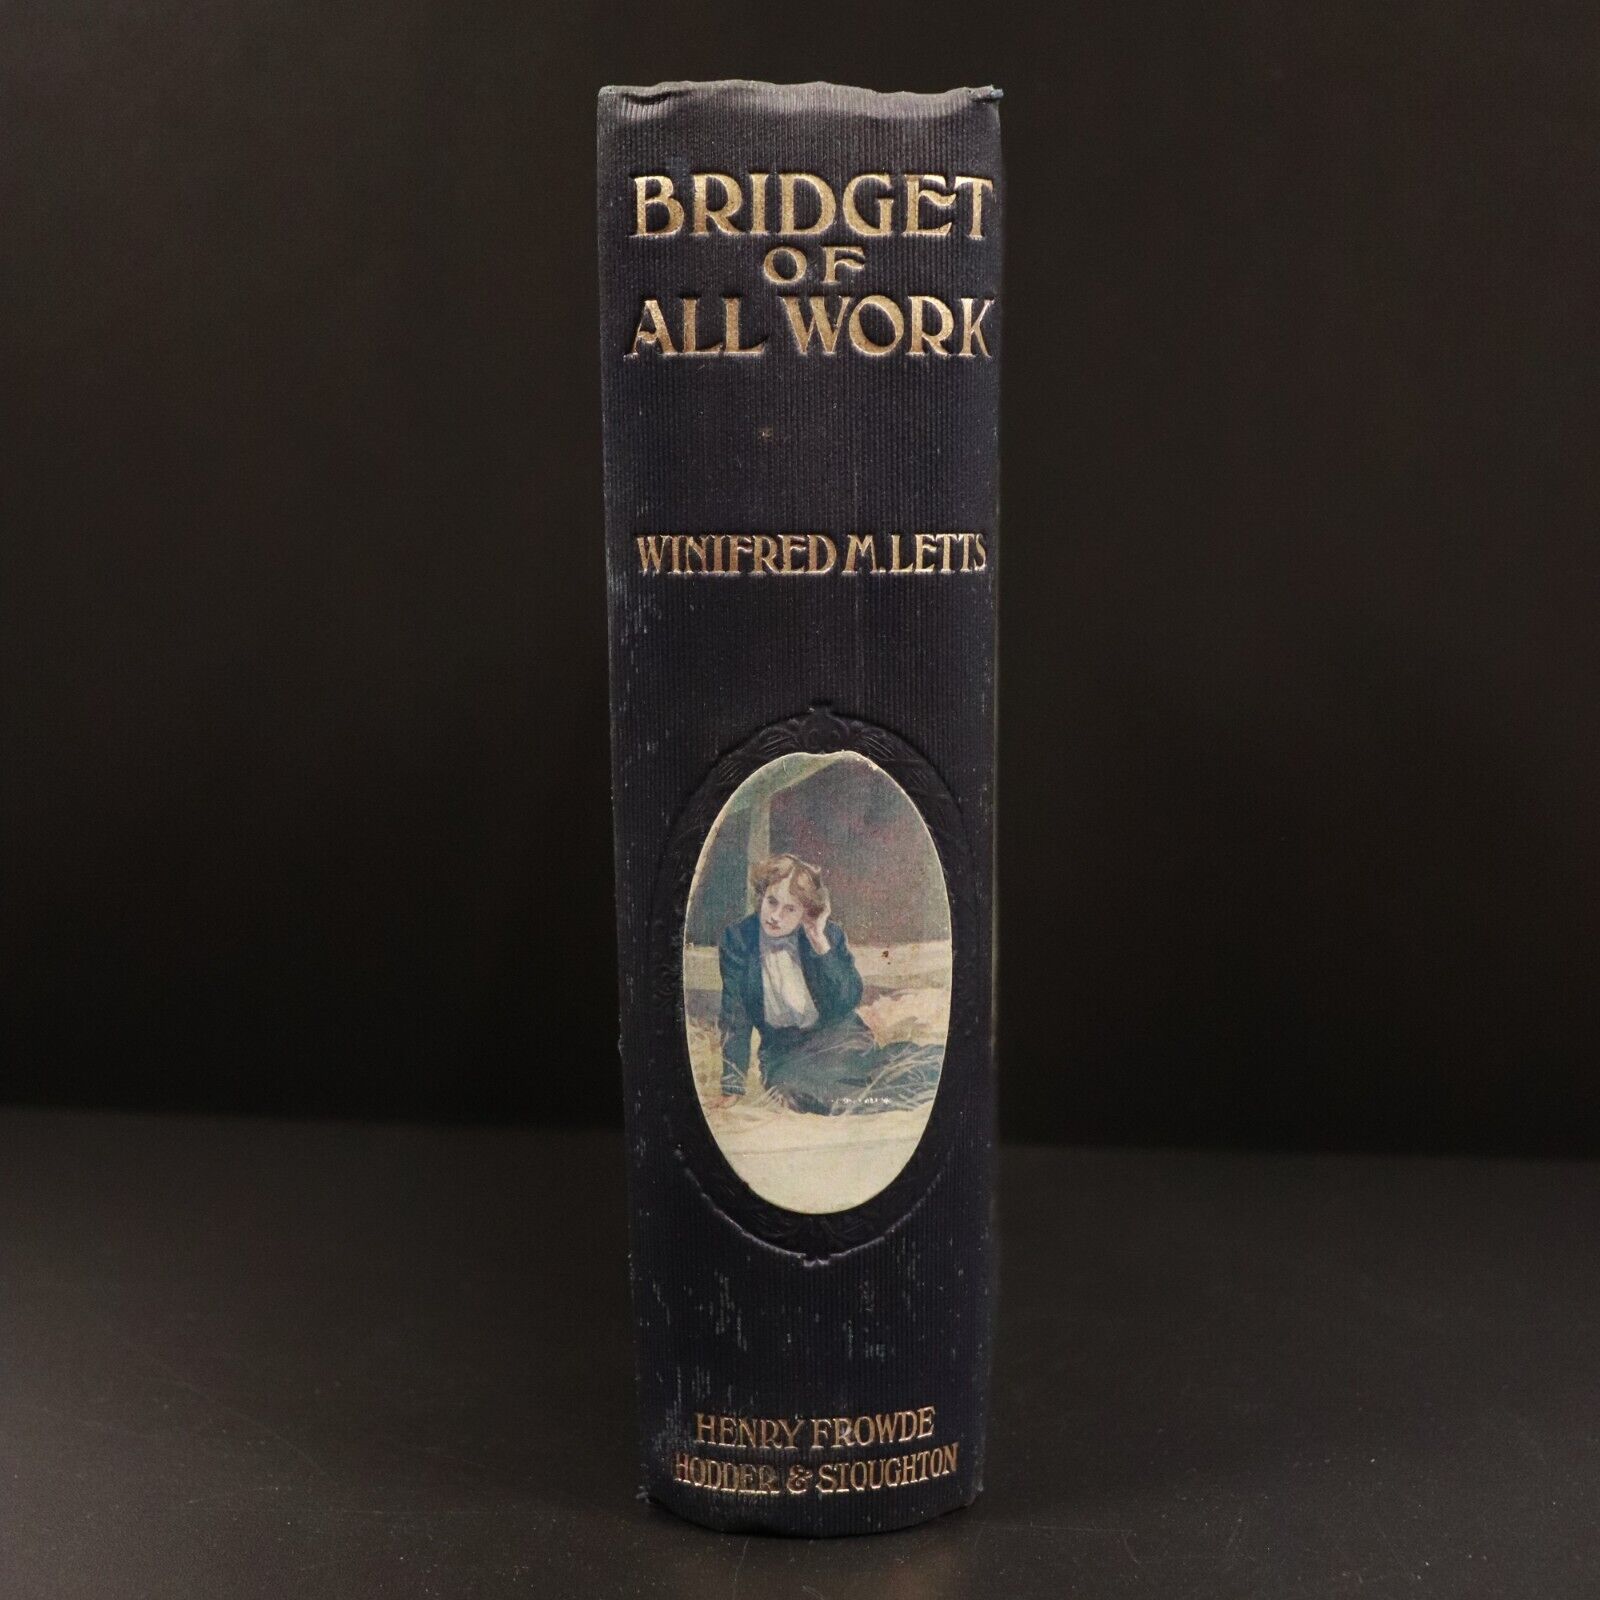 BRIDGET
OF
ALL WORK
WINIFRED M. LETTS
HENRY FROWDE
HODDER & STOUGHTON